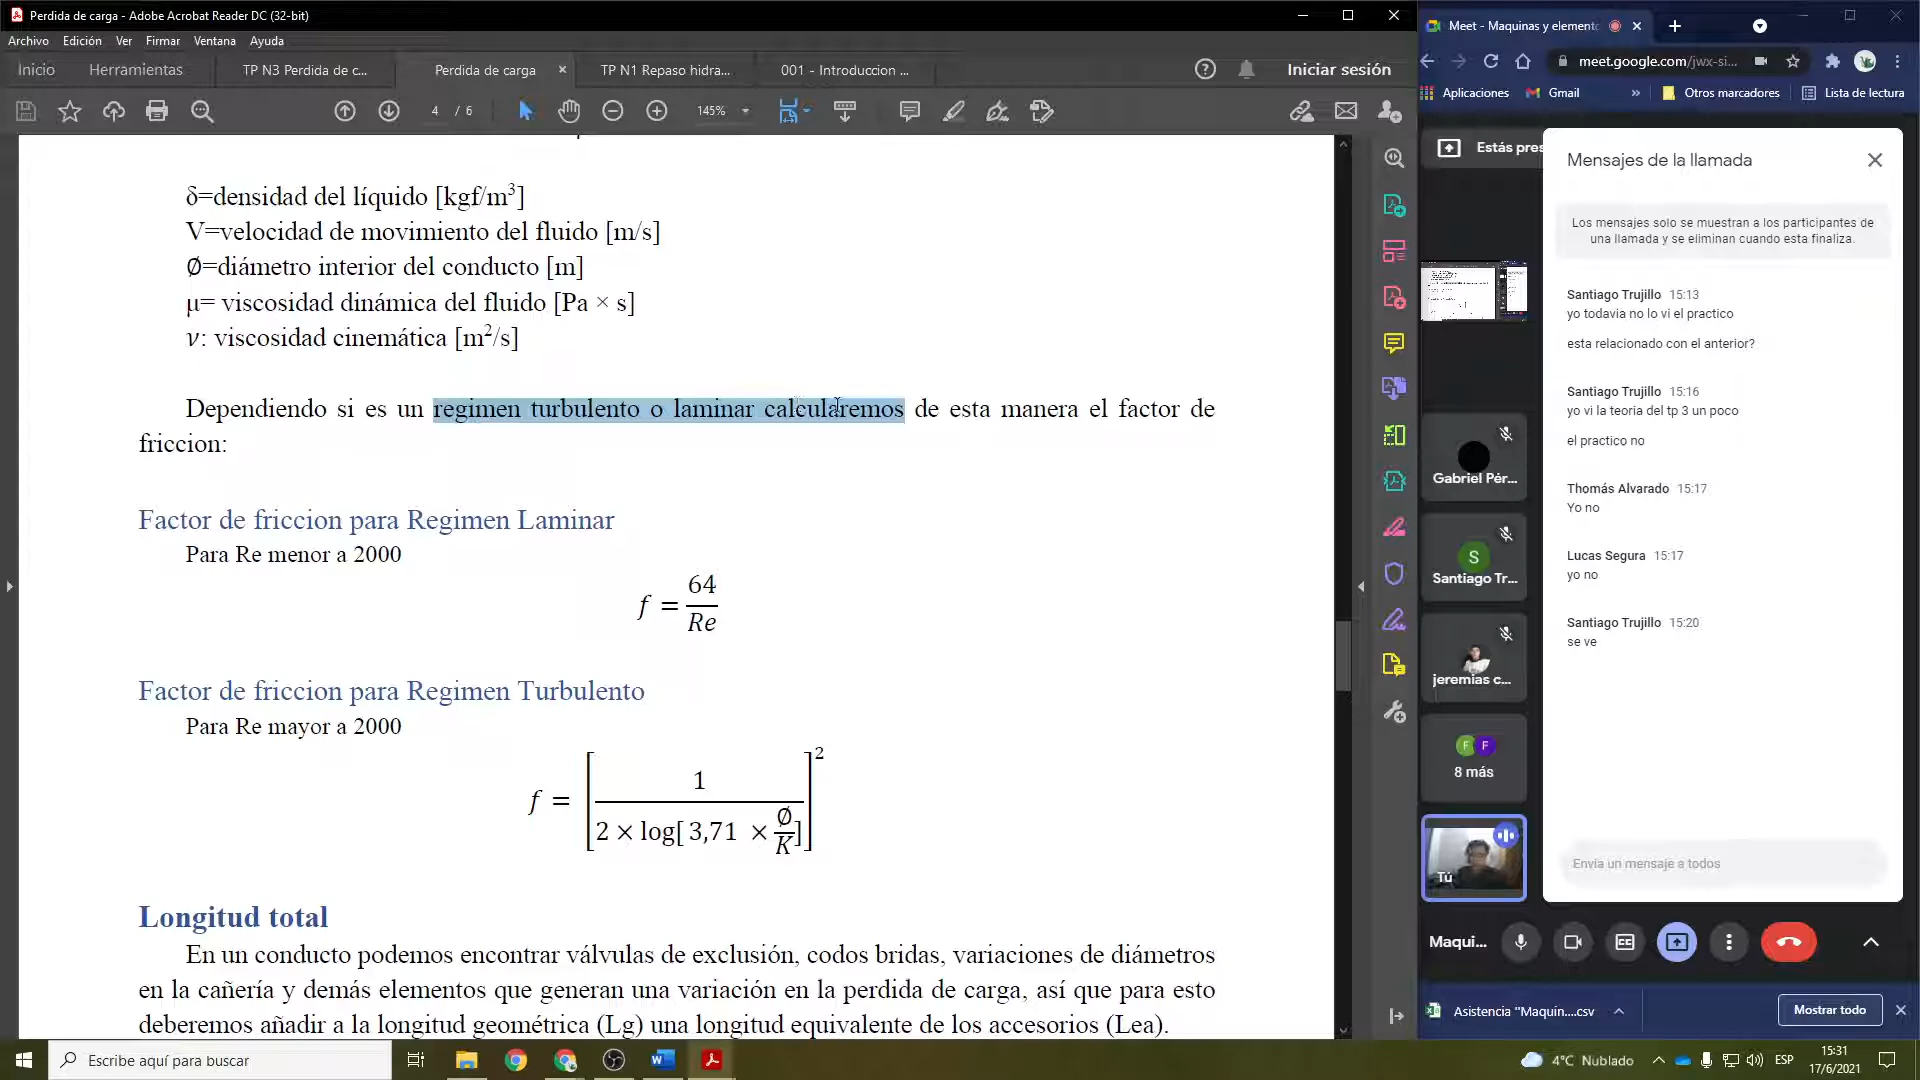 Perdida de carga - Adobe Acrobat Reader DC (32-bit)
Archivo Edición Ver Firmar Ventana Ayuda
Inicio Herramientas TP N3 Perdida de c... Perdida de carga TP N1 Repaso hidra... 001 - Introduccion ... Iniciar sesión
4 / 6 145%
δ=densidad del líquido [kgf/m³]
V=velocidad de movimiento del fluido [m/s]
Ø=diámetro interior del conducto [m]
μ= viscosidad dinámica del fluido [Pa × s]
ν: viscosidad cinemática [m²/s]
Dependiendo si es un regimen turbulento o laminar calcularemos de esta manera el factor de
friccion:
Factor de friccion para Regimen Laminar
Para Re menor a 2000
f = 64/Re
Factor de friccion para Regimen Turbulento
Para Re mayor a 2000
f = [1 / (2 × log[ 3,71 × Ø/K])]²
Longitud total
En un conducto podemos encontrar válvulas de exclusión, codos bridas, variaciones de diámetros
en la cañería y demás elementos que generan una variación en la perdida de carga, así que para esto
deberemos añadir a la longitud geométrica (Lg) una longitud equivalente de los accesorios (Lea).
Meet - Maquinas y element
meet.google.com/jwx-si...
Aplicaciones Gmail » Otros marcadores Lista de lectura
Estás pres
Mensajes de la llamada
Los mensajes solo se muestran a los participantes de
una llamada y se eliminan cuando esta finaliza.
Santiago Trujillo 15:13
yo todavia no lo vi el practico
esta relacionado con el anterior?
Santiago Trujillo 15:16
yo vi la teoria del tp 3 un poco
el practico no
Thomás Alvarado 15:17
Yo no
Lucas Segura 15:17
yo no
Santiago Trujillo 15:20
se ve
Gabriel Pér...
S
Santiago Tr...
jeremias c...
F F
8 más
Tú
Envía un mensaje a todos
Maqui...
Asistencia "Maquin....csv
Mostrar todo
Escribe aquí para buscar
4°C Nublado ESP
15:31
17/6/2021